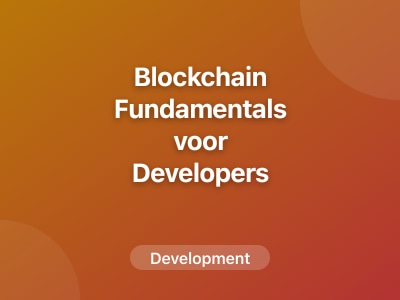 Blockchain
Fundamentals
voor
Developers
Development